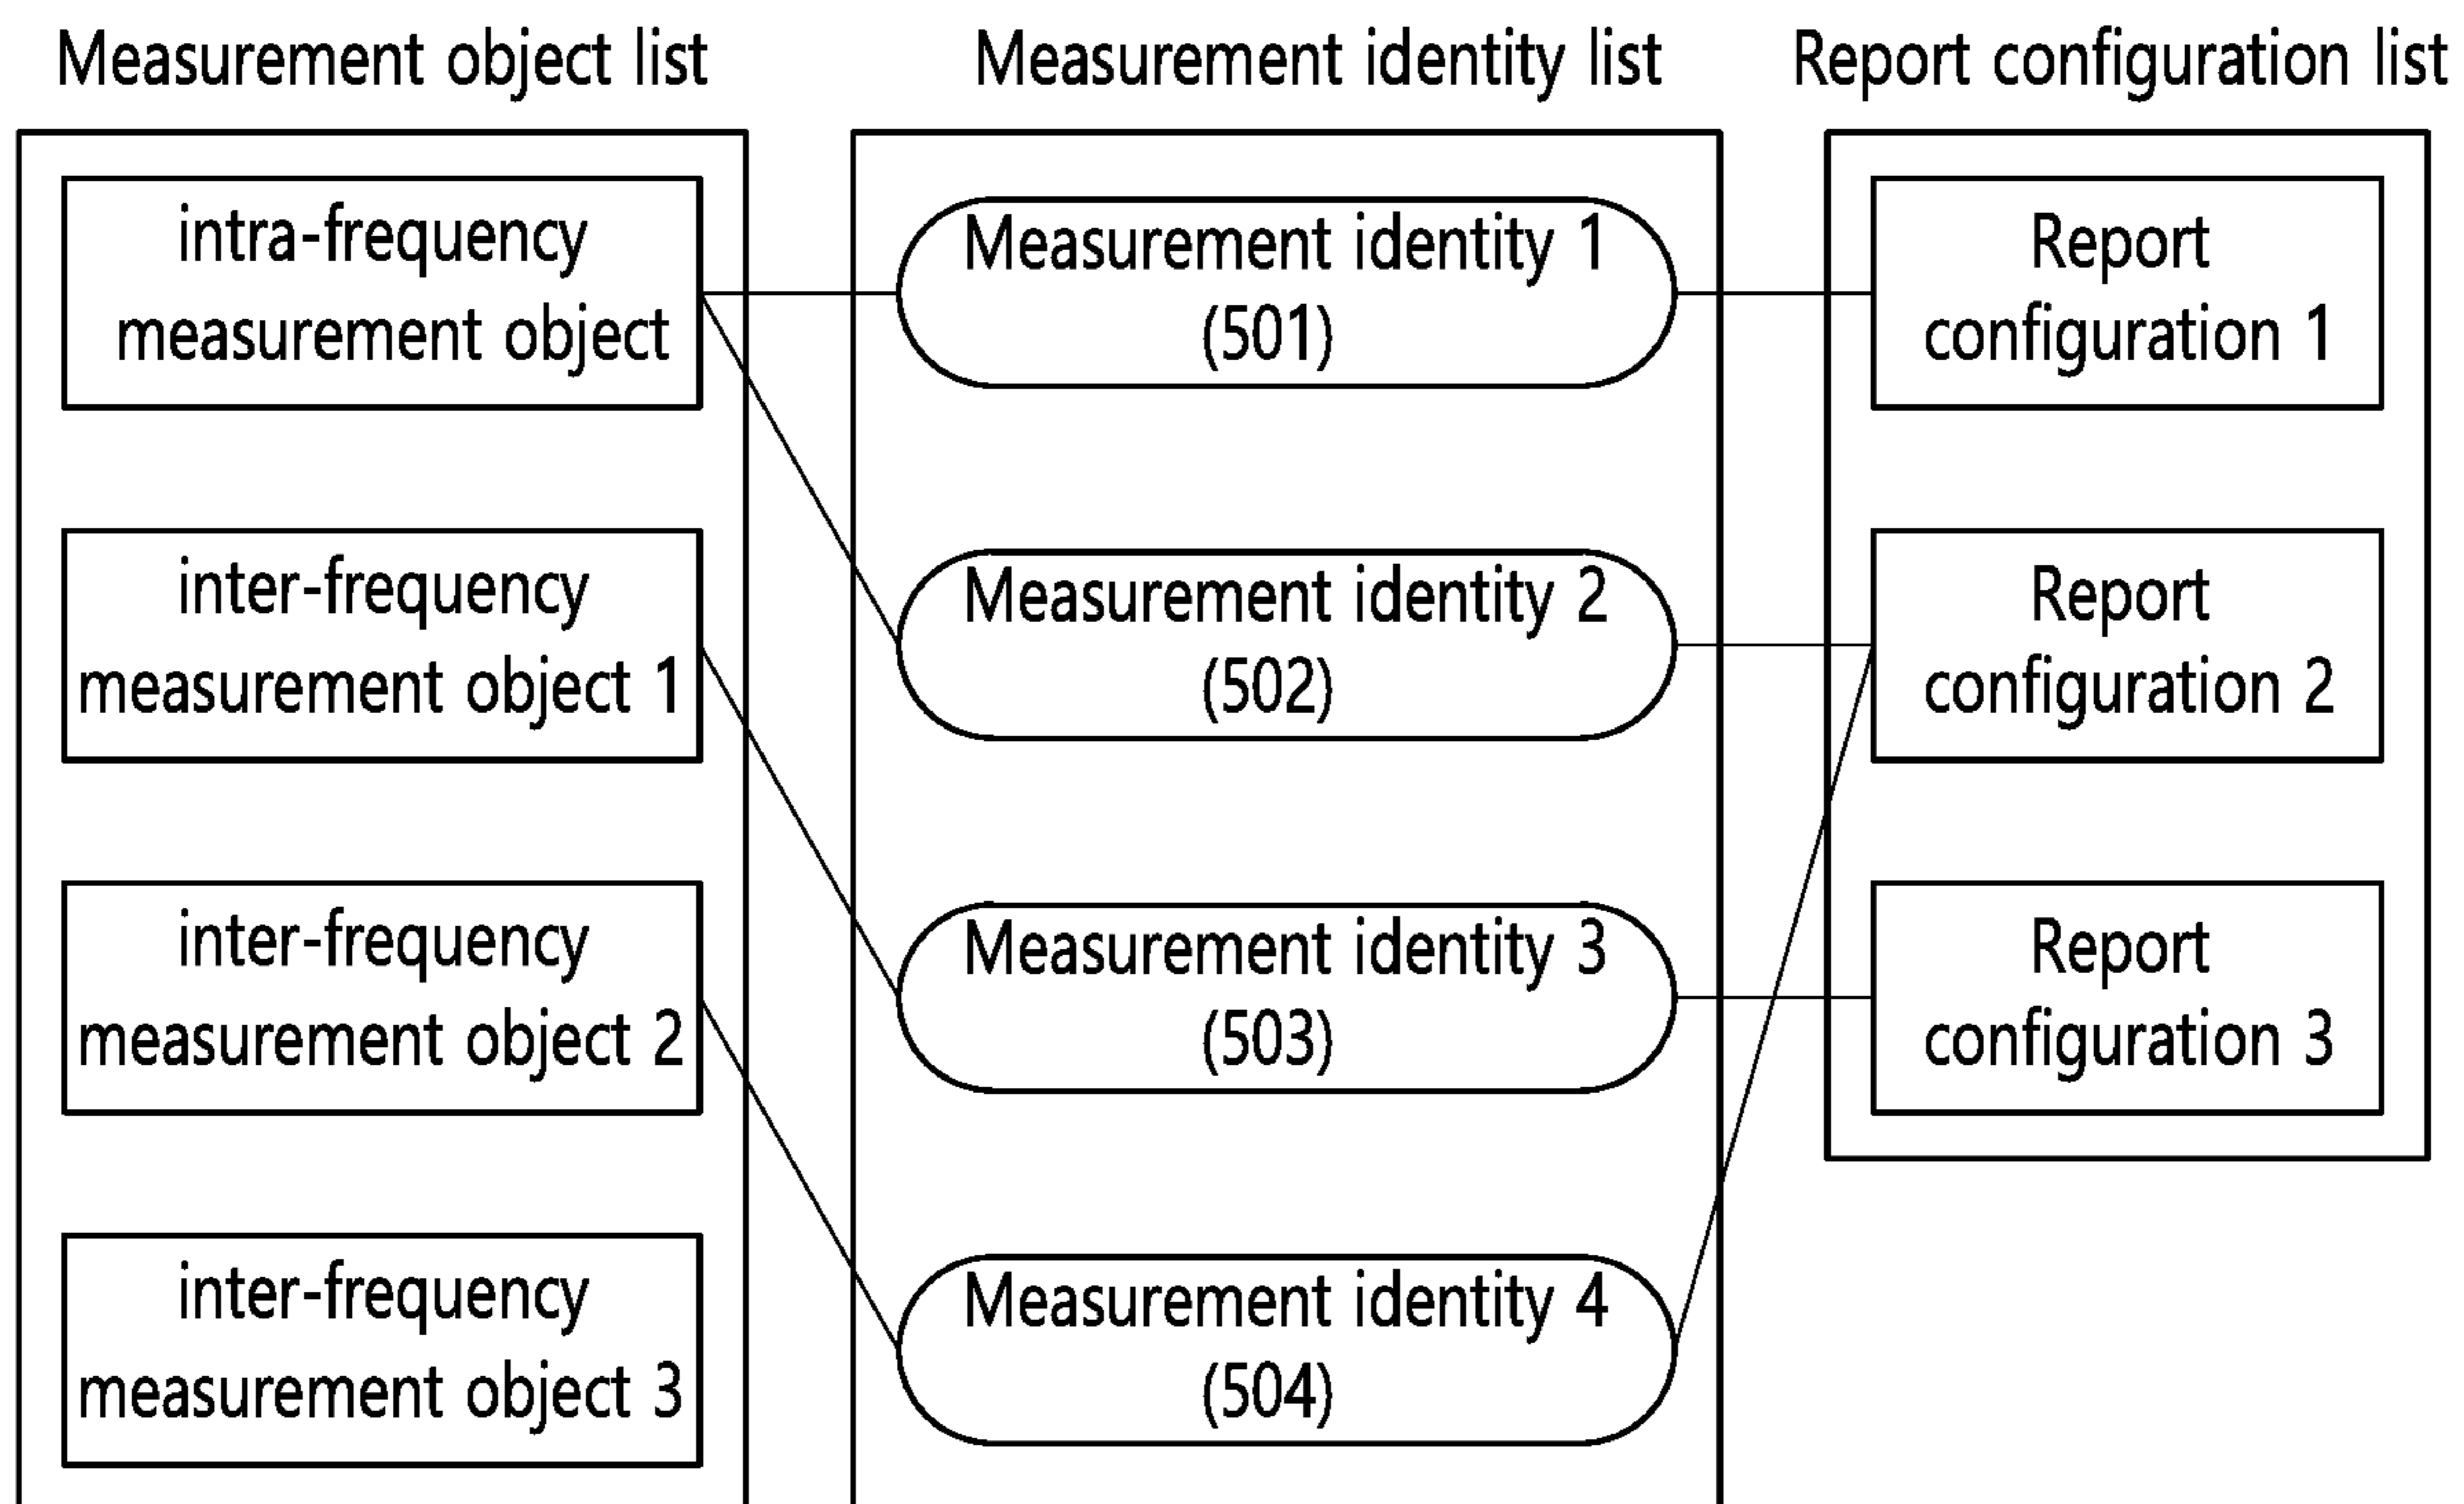 Measurement object list
Measurement identity list
Report configuration list
intra-frequency
measurement object
inter-frequency
measurement object 1
inter-frequency
measurement object 2
inter-frequency
measurement object 3
Measurement identity 1
(501)
Measurement identity 2
(502)
Measurement identity 3
(503)
Measurement identity 4
(504)
Report
configuration 1
Report
configuration 2
Report
configuration 3